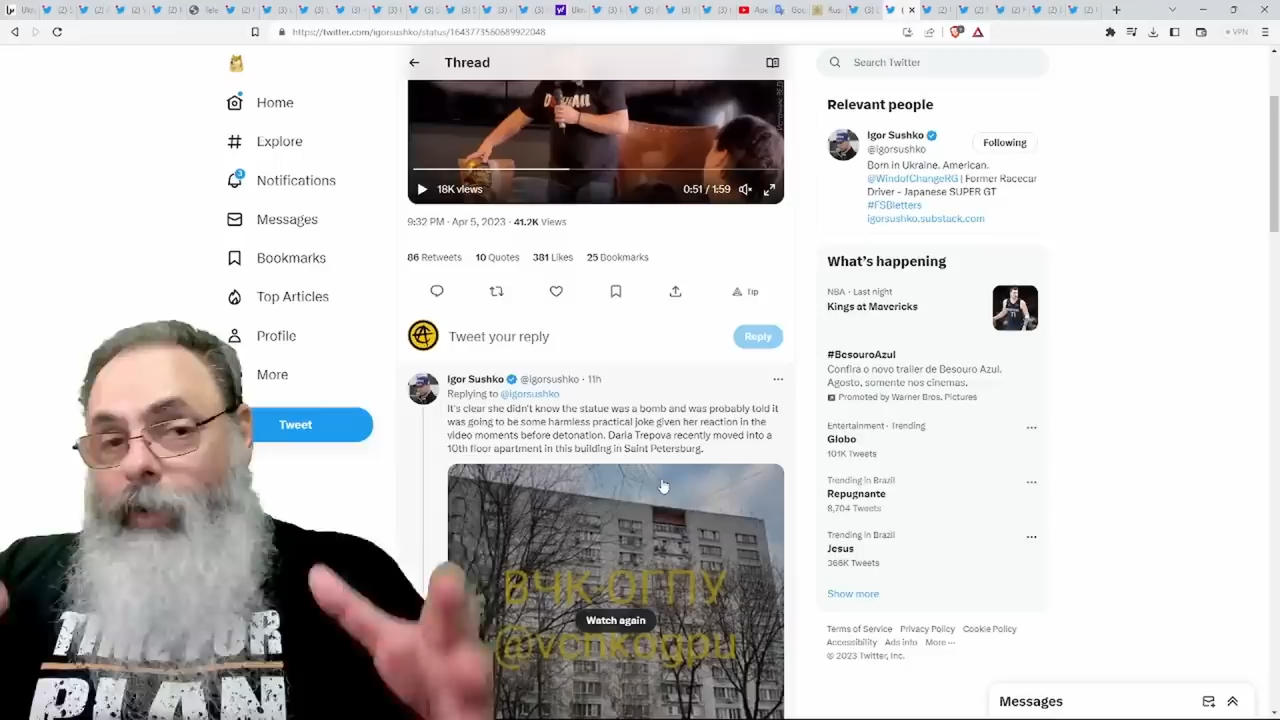 https://twitter.com/igorsushko/status/1643773560689922048
VPN
Home
Explore
3
Notifications
Messages
Bookmarks
Top Articles
Profile
More
Tweet
Thread
18K views
0:51 / 1:59
9:32 PM · Apr 5, 2023 · 41.2K Views
86 Retweets 10 Quotes 381 Likes 25 Bookmarks
Tip
Tweet your reply
Reply
Igor Sushko @igorsushko · 11h
Replying to @igorsushko
It's clear she didn't know the statue was a bomb and was probably told it
was going to be some harmless practical joke given her reaction in the
video moments before detonation. Daria Trepova recently moved into a
10th floor apartment in this building in Saint Petersburg.
ВЧК-ОГПУ
Watch again
@vchkogpu
Search Twitter
Relevant people
Igor Sushko
@igorsushko
Following
Born in Ukraine. American.
@WindofChangeRG | Former Racecar
Driver - Japanese SUPER GT
#FSBletters
igorsushko.substack.com
What's happening
NBA · Last night
Kings at Mavericks
#BesouroAzul
Confira o novo trailer de Besouro Azul.
Agosto, somente nos cinemas.
Promoted by Warner Bros. Pictures
Entertainment · Trending
Globo
101K Tweets
Trending in Brazil
Repugnante
8,704 Tweets
Trending in Brazil
Jesus
366K Tweets
Show more
Terms of Service Privacy Policy Cookie Policy
Accessibility Ads info More ···
© 2023 Twitter, Inc.
Messages